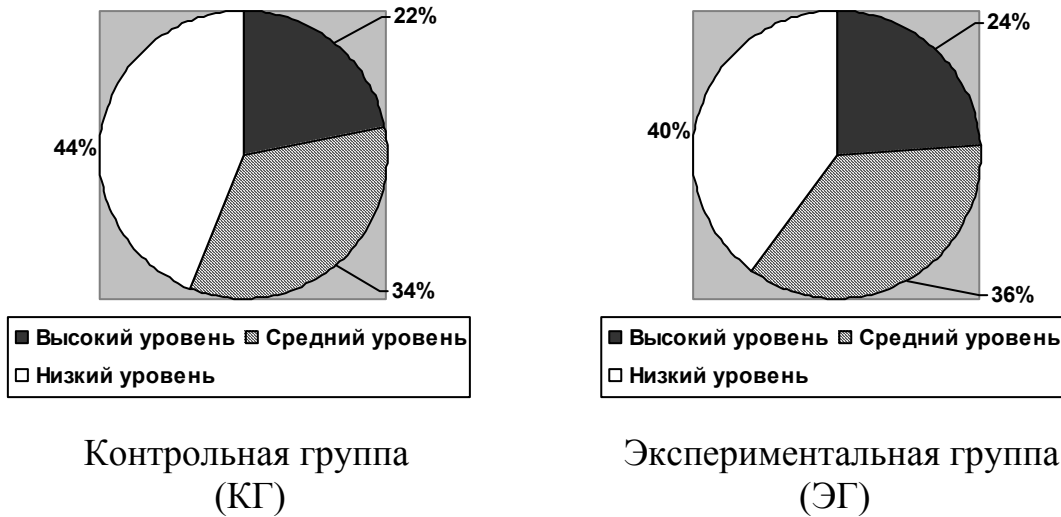 22%
44%
34%
■ Высокий уровень ▨ Средний уровень
□ Низкий уровень
Контрольная группа
(КГ)
24%
40%
36%
■ Высокий уровень ▨ Средний уровень
□ Низкий уровень
Экспериментальная группа
(ЭГ)